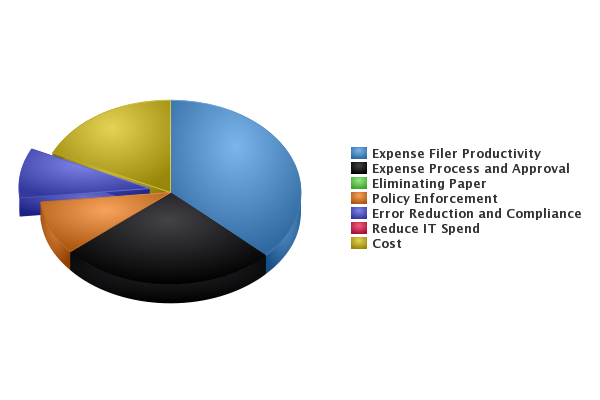 Expense Filer Productivity
Expense Process and Approval
Eliminating Paper
Policy Enforcement
Error Reduction and Compliance
Reduce IT Spend
Cost